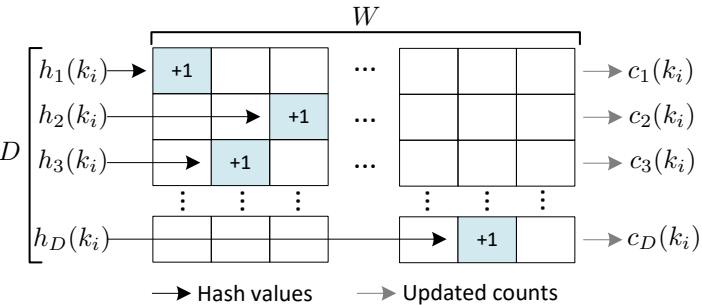 W
D
h₁(kᵢ) +1 ... c₁(kᵢ)
h₂(kᵢ) +1 ... c₂(kᵢ)
h₃(kᵢ) +1 ... c₃(kᵢ)
⋮ ⋮ ⋮ ⋮ ⋮ ⋮
h_D(kᵢ) +1 c_D(kᵢ)
Hash values Updated counts